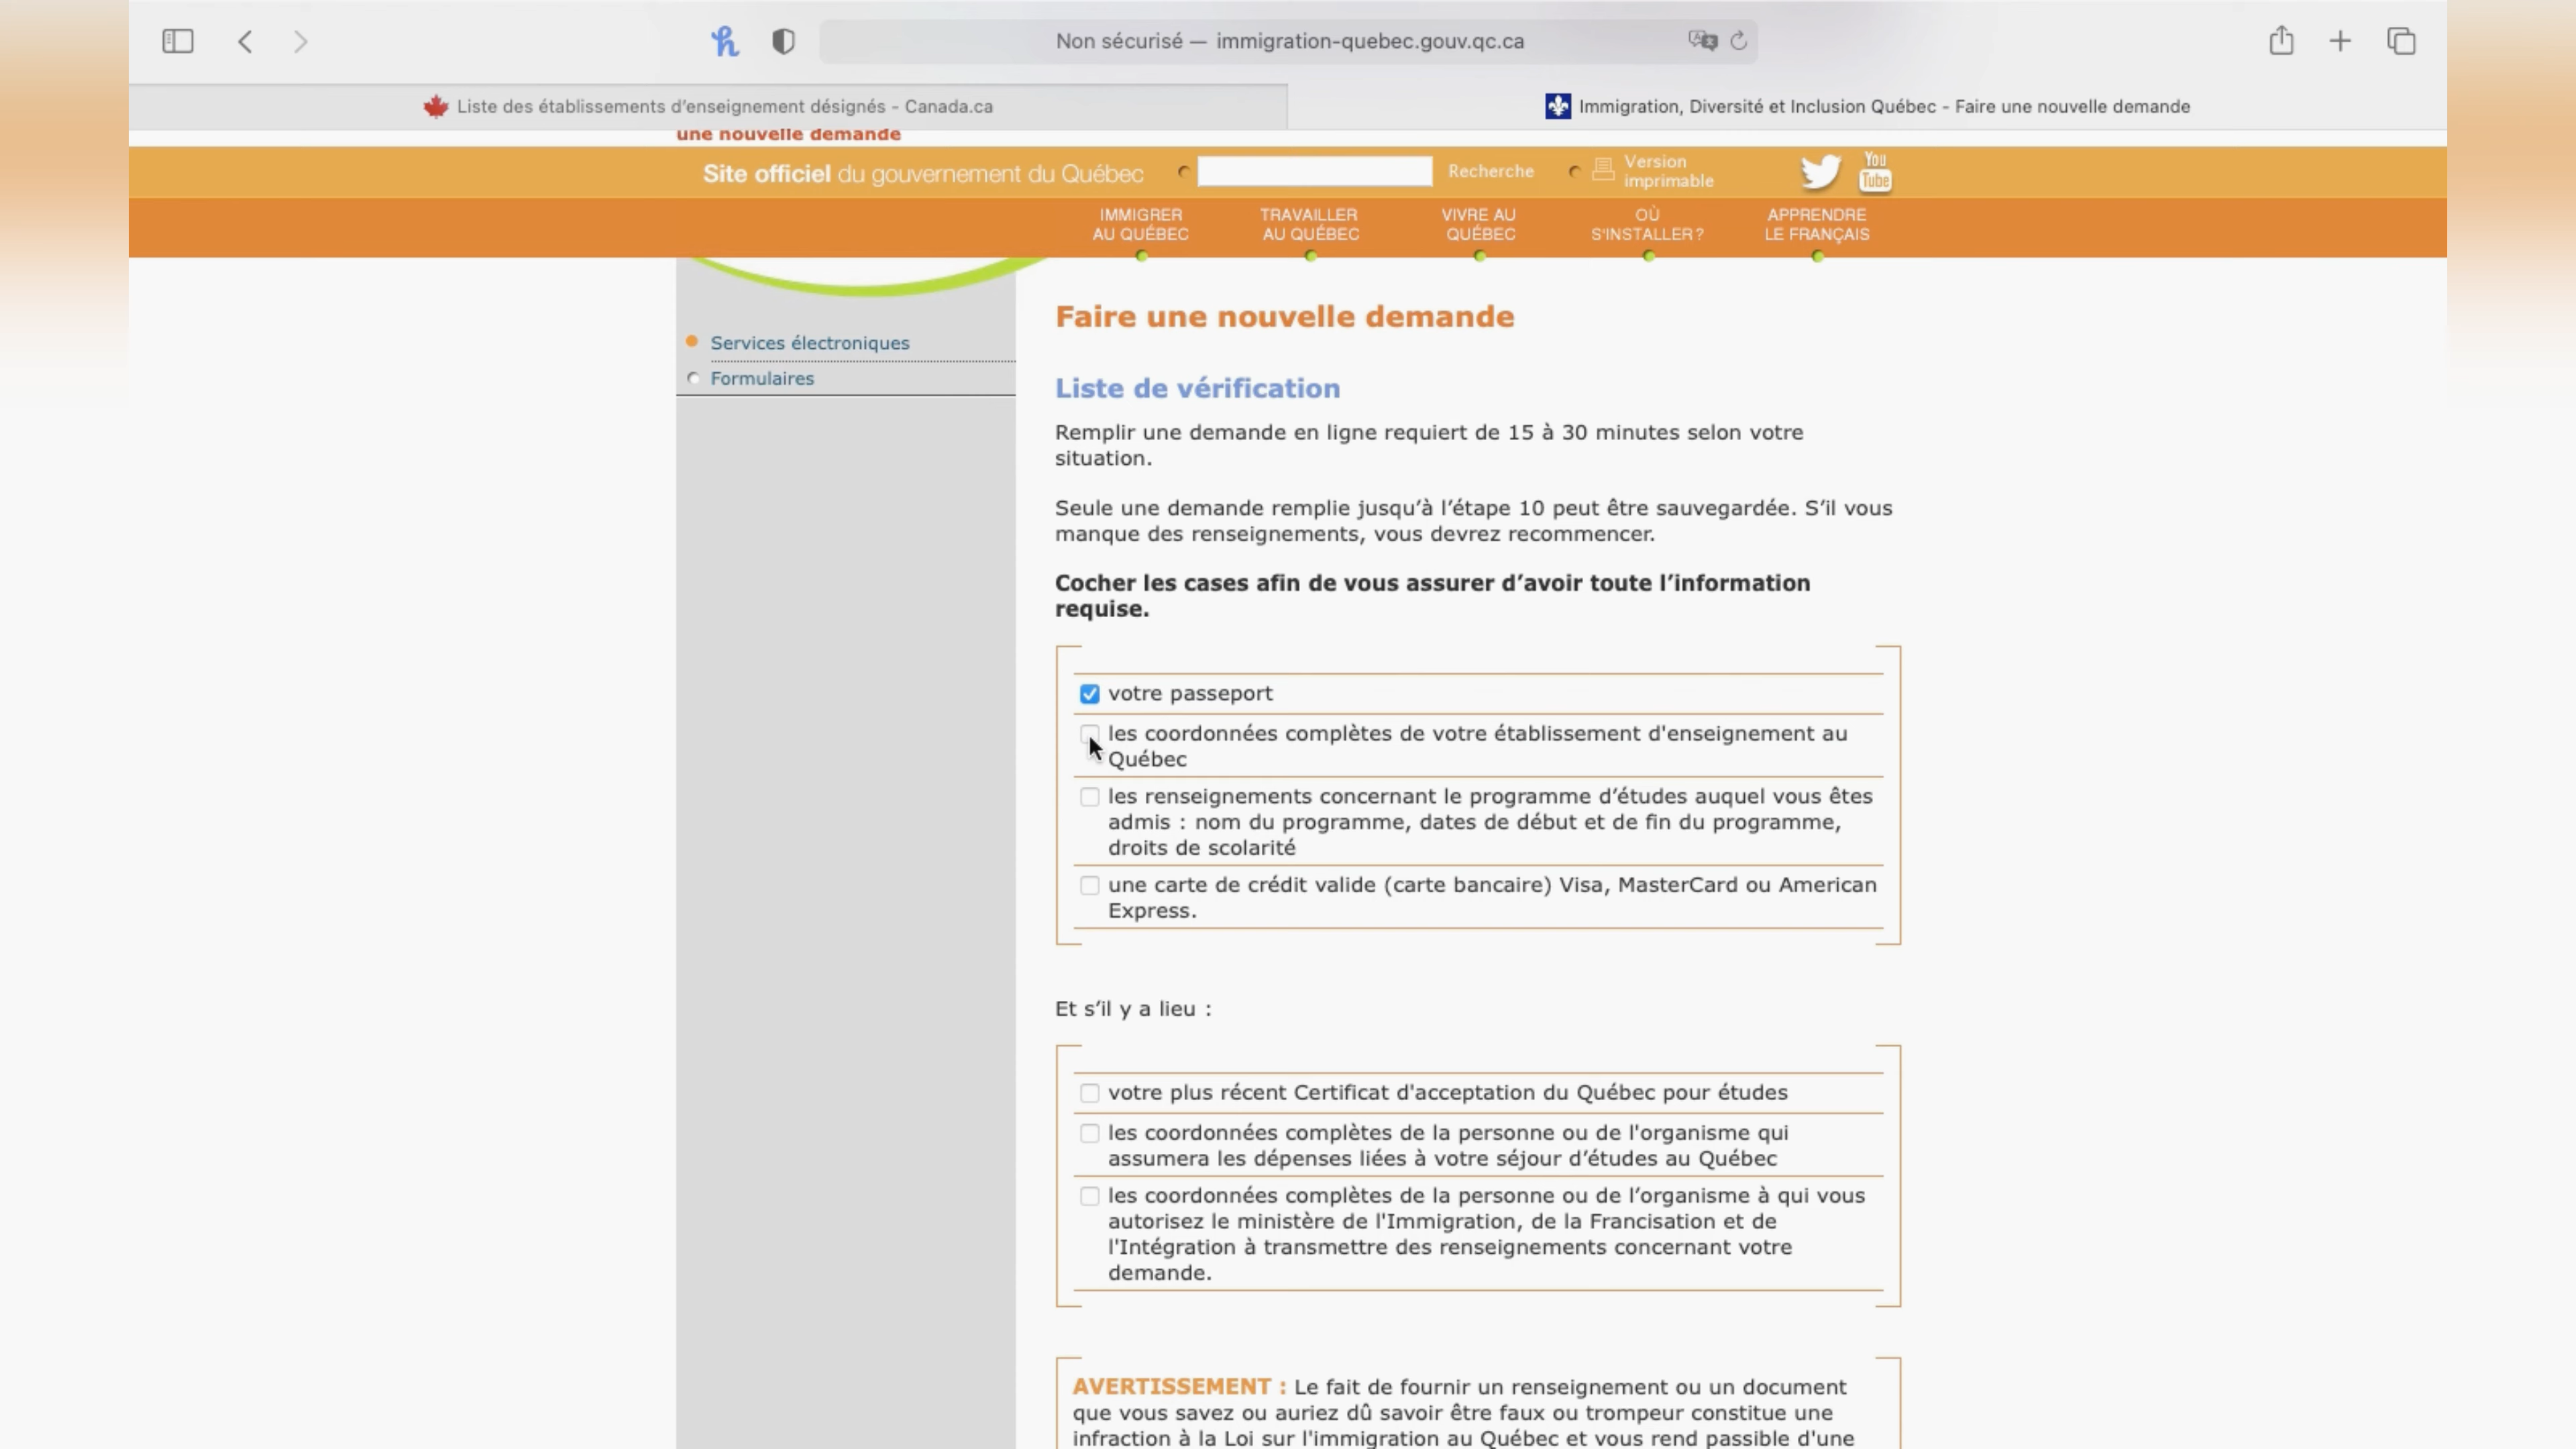 Non sécurisé — immigration-quebec.gouv.qc.ca
Liste des établissements d'enseignement désignés - Canada.ca
Immigration, Diversité et Inclusion Québec - Faire une nouvelle demande
une nouvelle demande
Site officiel du gouvernement du Québec
Recherche
Version
imprimable
You
Tube
IMMIGRER
AU QUÉBEC
TRAVAILLER
AU QUÉBEC
VIVRE AU
QUÉBEC
OÙ
S'INSTALLER ?
APPRENDRE
LE FRANÇAIS
Services électroniques
Formulaires
Faire une nouvelle demande
Liste de vérification
Remplir une demande en ligne requiert de 15 à 30 minutes selon votre
situation.
Seule une demande remplie jusqu’à l’étape 10 peut être sauvegardée. S’il vous
manque des renseignements, vous devrez recommencer.
Cocher les cases afin de vous assurer d’avoir toute l’information
requise.
votre passeport
les coordonnées complètes de votre établissement d'enseignement au
Québec
les renseignements concernant le programme d’études auquel vous êtes
admis : nom du programme, dates de début et de fin du programme,
droits de scolarité
une carte de crédit valide (carte bancaire) Visa, MasterCard ou American
Express.
Et s’il y a lieu :
votre plus récent Certificat d'acceptation du Québec pour études
les coordonnées complètes de la personne ou de l'organisme qui
assumera les dépenses liées à votre séjour d’études au Québec
les coordonnées complètes de la personne ou de l’organisme à qui vous
autorisez le ministère de l'Immigration, de la Francisation et de
l'Intégration à transmettre des renseignements concernant votre
demande.
AVERTISSEMENT : Le fait de fournir un renseignement ou un document
que vous savez ou auriez dû savoir être faux ou trompeur constitue une
infraction à la Loi sur l'immigration au Québec et vous rend passible d'une